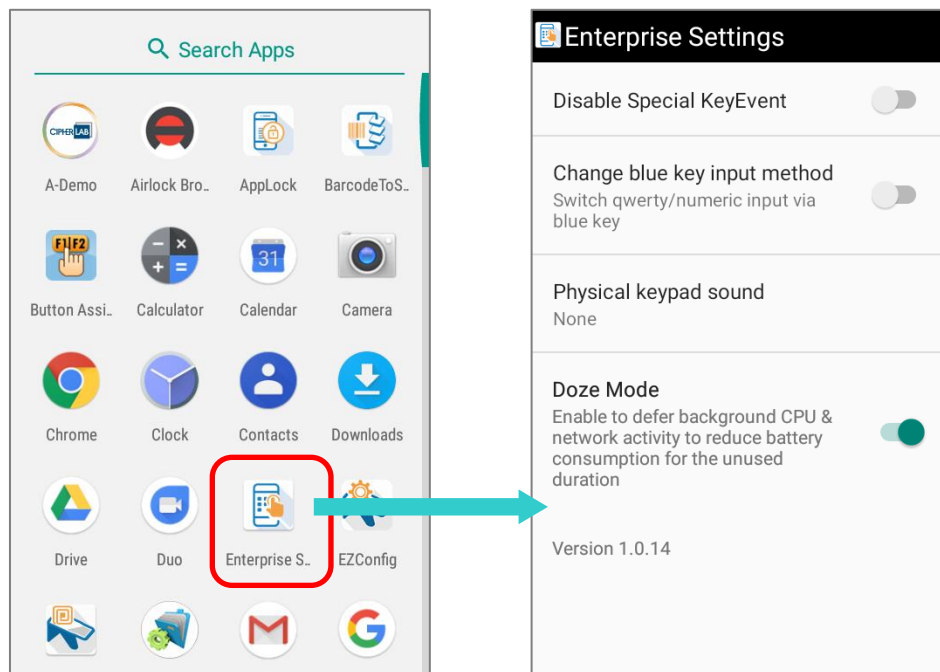 Search Apps
CIPHERLAB
A-Demo
Airlock Bro..
AppLock
BarcodeToS..
F1 F2
31
Button Assi..
Calculator
Calendar
Camera
Chrome
Clock
Contacts
Downloads
Drive
Duo
Enterprise S..
EZConfig
Enterprise Settings
Disable Special KeyEvent
Change blue key input method
Switch qwerty/numeric input via
blue key
Physical keypad sound
None
Doze Mode
Enable to defer background CPU &
network activity to reduce battery
consumption for the unused
duration
Version 1.0.14